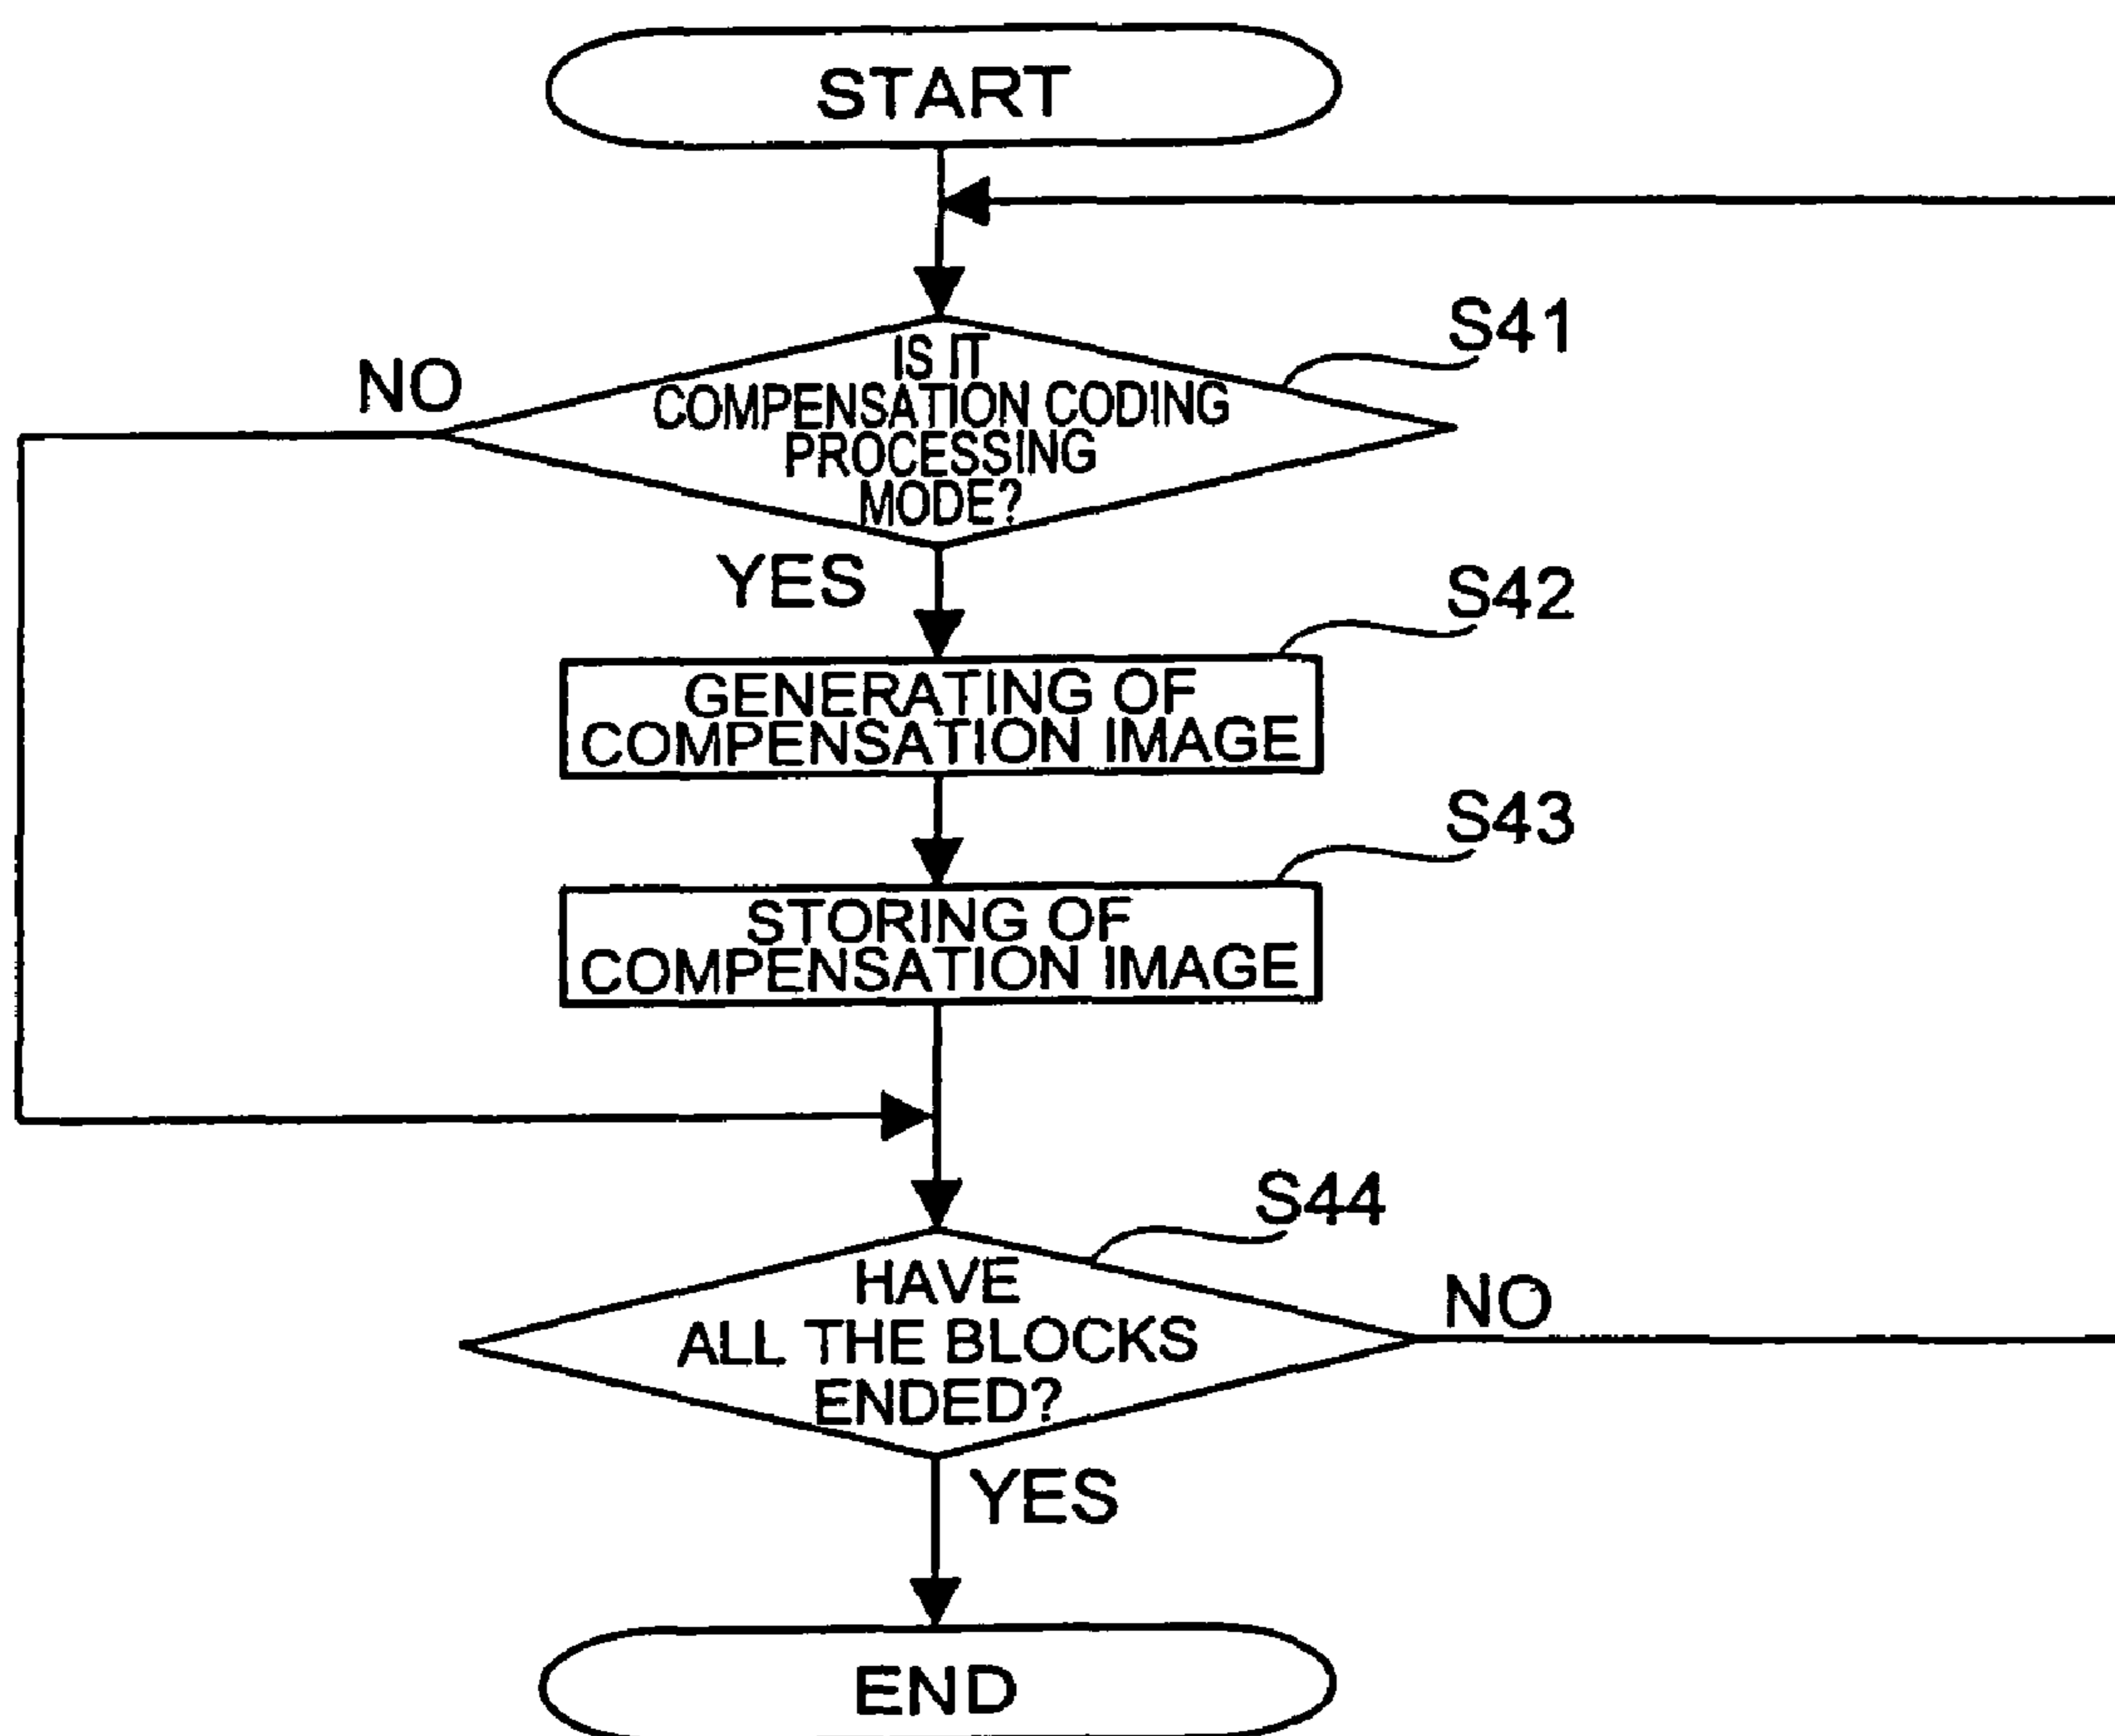 START
S41
IS IT
COMPENSATION CODING
PROCESSING
MODE?
NO
YES
S42
GENERATING OF
COMPENSATION IMAGE
S43
STORING OF
COMPENSATION IMAGE
S44
HAVE
ALL THE BLOCKS
ENDED?
NO
YES
END